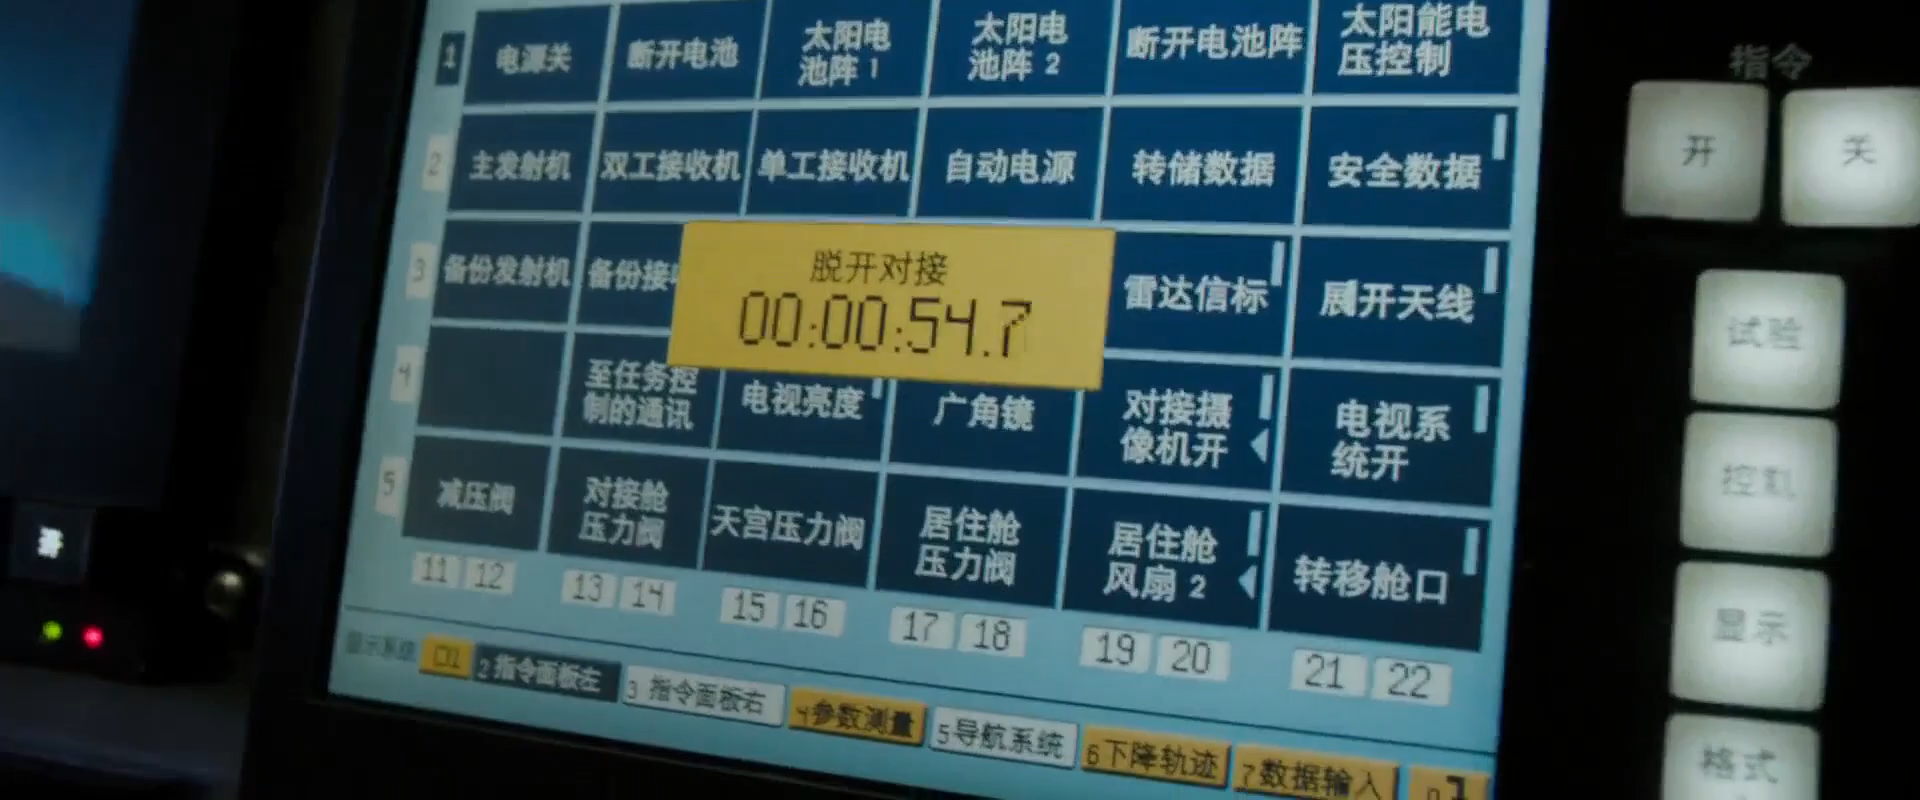 1
电源关
断开电池
太阳电
池阵 1
太阳电
池阵 2
断开电池阵
太阳能电
压控制
指令
开
关
2
主发射机
双工接收机
单工接收机
自动电源
转储数据
安全数据
3
备份发射机
备份接
脱开对接
00:00:54.7
雷达信标
展开天线
试验
4
至任务控
制的通讯
电视亮度
广角镜
对接摄
像机开
电视系
统开
5
减压阀
对接舱
压力阀
天宫压力阀
居住舱
压力阀
居住舱
风扇 2
转移舱口
显示
11 12
13 14
15 16
17 18
19 20
21 22
显示系统
2 指令面板左
3 指令面板右
4 参数测量
5 导航系统
6 下降轨迹
7 数据输入
格式